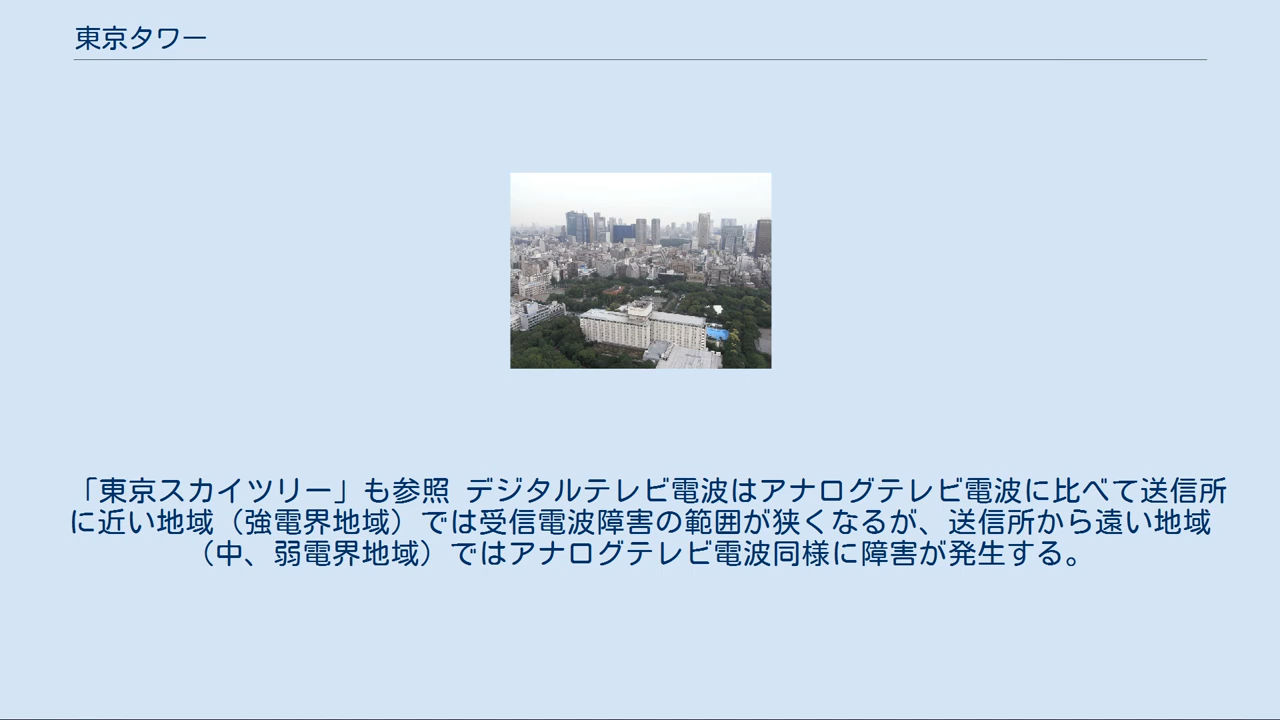 東京タワー
「東京スカイツリー」も参照 デジタルテレビ電波はアナログテレビ電波に比べて送信所
に近い地域（強電界地域）では受信電波障害の範囲が狭くなるが、送信所から遠い地域
（中、弱電界地域）ではアナログテレビ電波同様に障害が発生する。